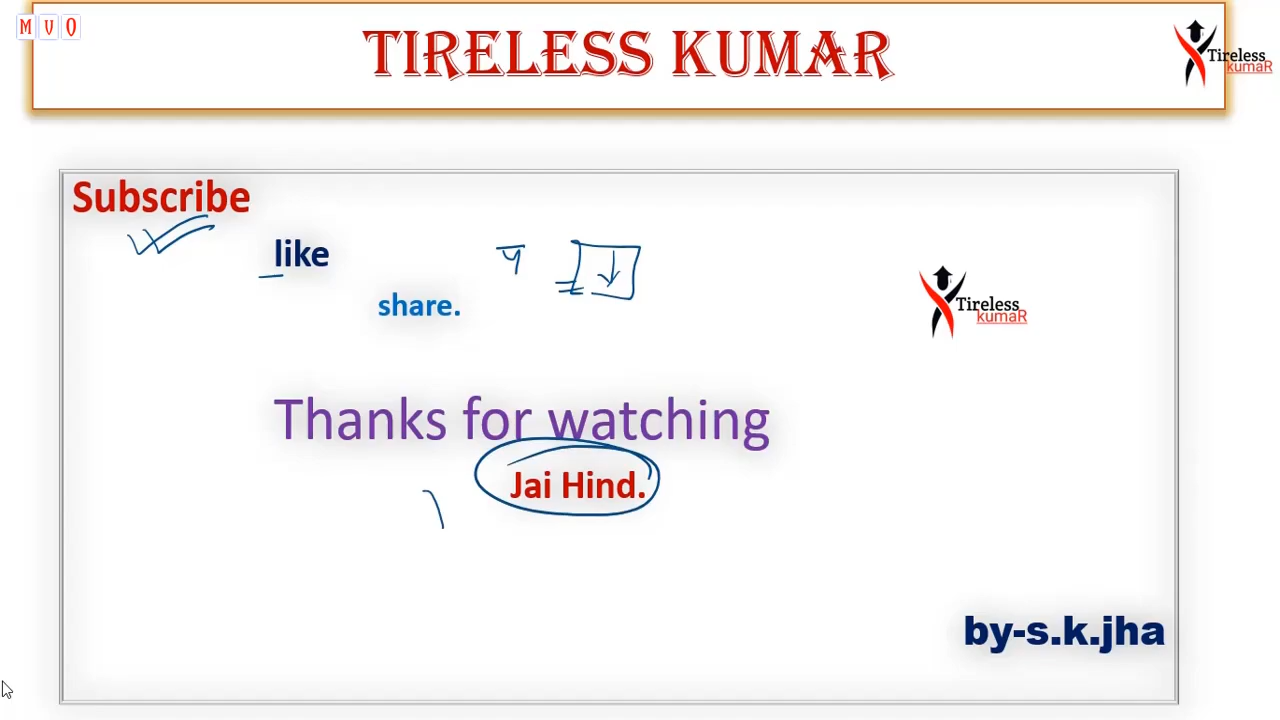 M V O
TIRELESS KUMAR
Tireless
kumaR
Subscribe
like
share.
Tireless
kumaR
Thanks for watching
Jai Hind.
by-s.k.jha